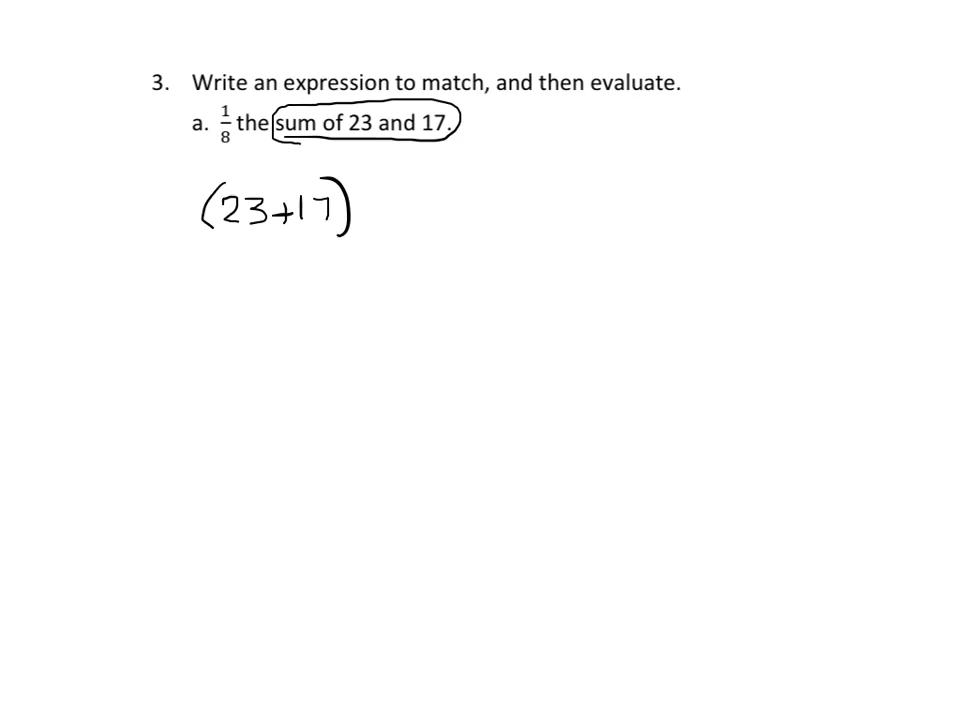 3. Write an expression to match, and then evaluate.
a. 1/8 the sum of 23 and 17.
(23+17)